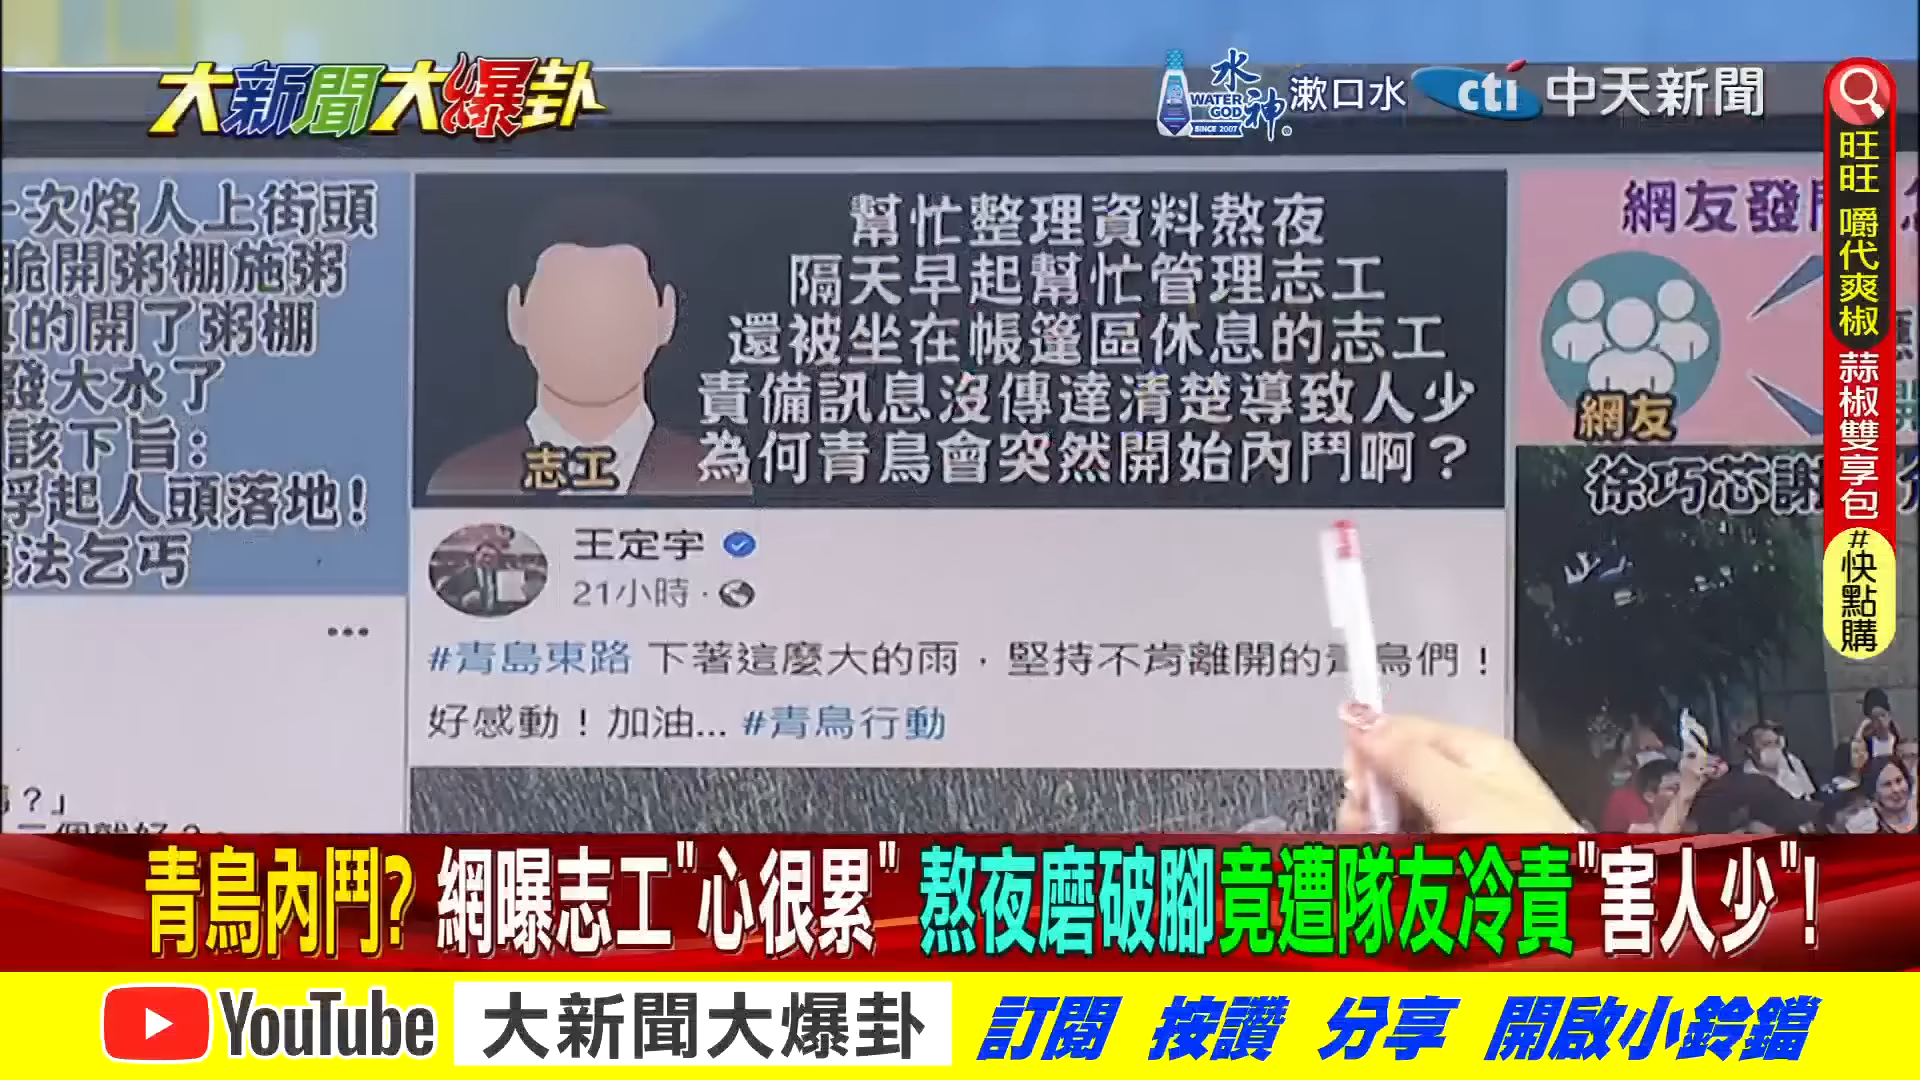 大新聞大爆卦
水神
WATER GOD
SINCE 2007
漱口水
cti 中天新聞
旺旺 嚼代爽椒
蒜椒雙享包
#快點購
一次烙人上街頭
脆開粥棚施粥
的開了粥棚
發大水了
該下旨:
浮起人頭落地!
法乞丐
?」
幫忙整理資料熬夜
隔天早起幫忙管理志工
還被坐在帳篷區休息的志工
責備訊息沒傳達清楚導致人少
為何青鳥會突然開始內鬥啊?
志工
王定宇
21小時
#青島東路 下著這麼大的雨,堅持不肯離開的青鳥們!
好感動!加油... #青鳥行動
網友發
網友
徐巧芯謝
青鳥內鬥? 網曝志工"心很累" 熬夜磨破腳竟遭隊友冷責"害人少"!
YouTube 大新聞大爆卦 訂閱 按讚 分享 開啟小鈴鐺